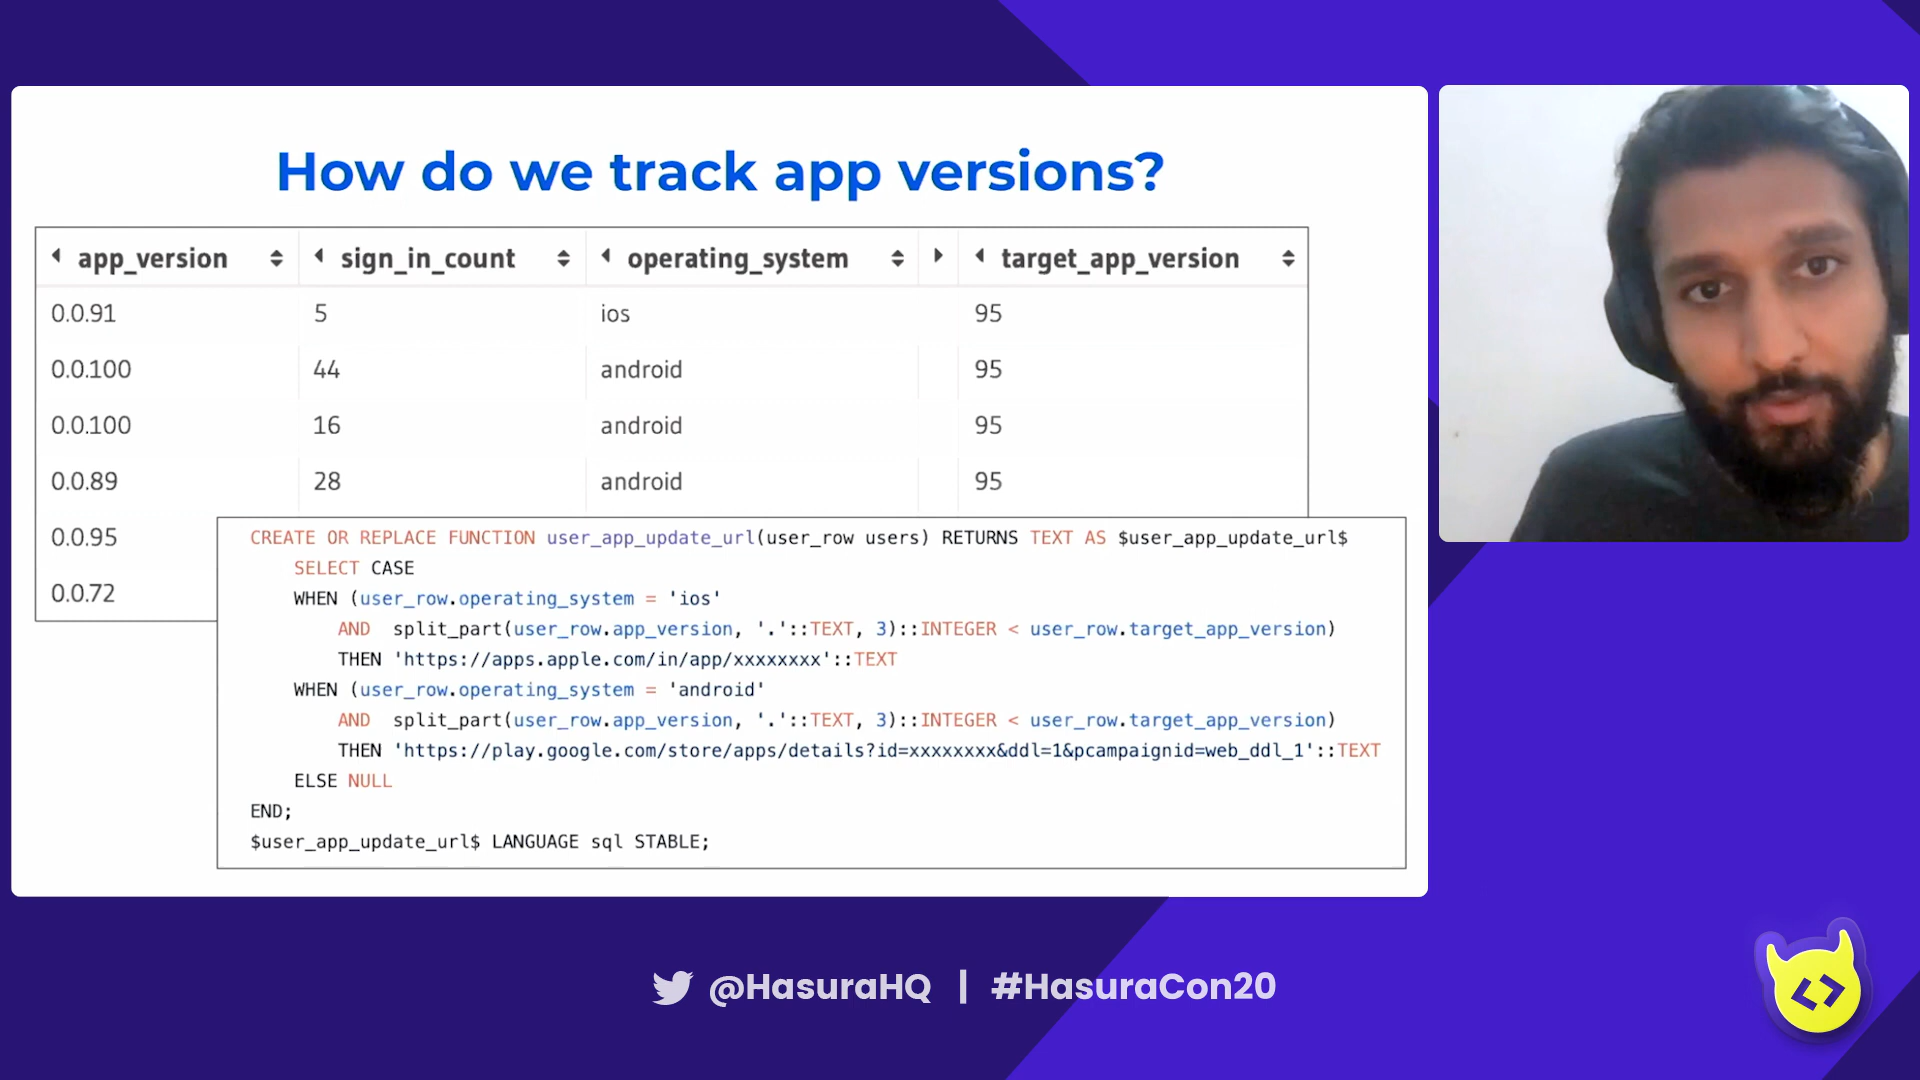 How do we track app versions?
app_version sign_in_count operating_system target_app_version
0.0.91 5 ios 95
0.0.100 44 android 95
0.0.100 16 android 95
0.0.89 28 android 95
0.0.95
0.0.72
CREATE OR REPLACE FUNCTION user_app_update_url(user_row users) RETURNS TEXT AS $user_app_update_url$
SELECT CASE
WHEN (user_row.operating_system = 'ios'
AND split_part(user_row.app_version, '.'::TEXT, 3)::INTEGER < user_row.target_app_version)
THEN 'https://apps.apple.com/in/app/xxxxxxxx'::TEXT
WHEN (user_row.operating_system = 'android'
AND split_part(user_row.app_version, '.'::TEXT, 3)::INTEGER < user_row.target_app_version)
THEN 'https://play.google.com/store/apps/details?id=xxxxxxxx&ddl=1&pcampaignid=web_ddl_1'::TEXT
ELSE NULL
END;
$user_app_update_url$ LANGUAGE sql STABLE;
@HasuraHQ | #HasuraCon20